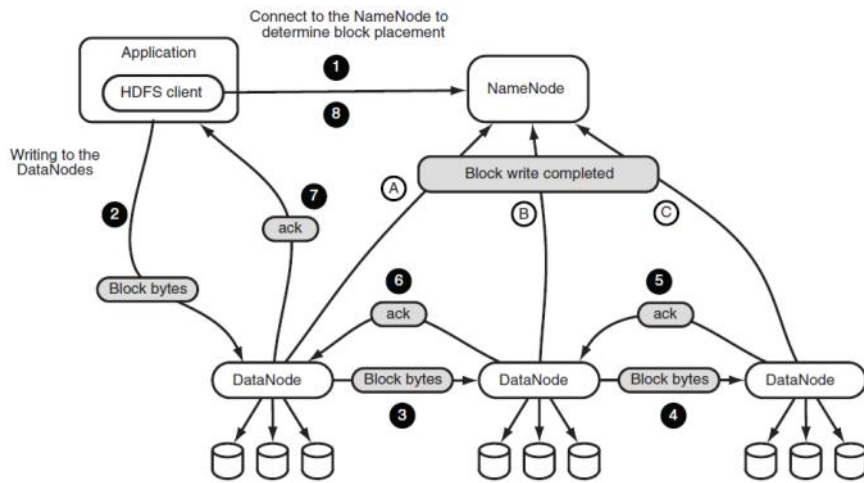 Connect to the NameNode to
determine block placement
Application
HDFS client
1
8
NameNode
Writing to the
DataNodes
2
7
ack
A
Block write completed
B
C
Block bytes
6
ack
5
ack
DataNode
Block bytes
DataNode
Block bytes
DataNode
3
4